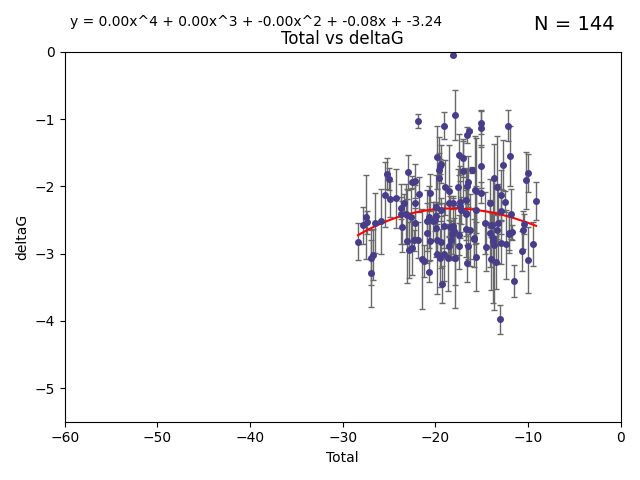 y = 0.00x^4 + 0.00x^3 + -0.00x^2 + -0.08x + -3.24
N = 144
Total vs deltaG
0
−1
−2
−3
−4
−5
deltaG
−60 −50 −40 −30 −20 −10 0
Total